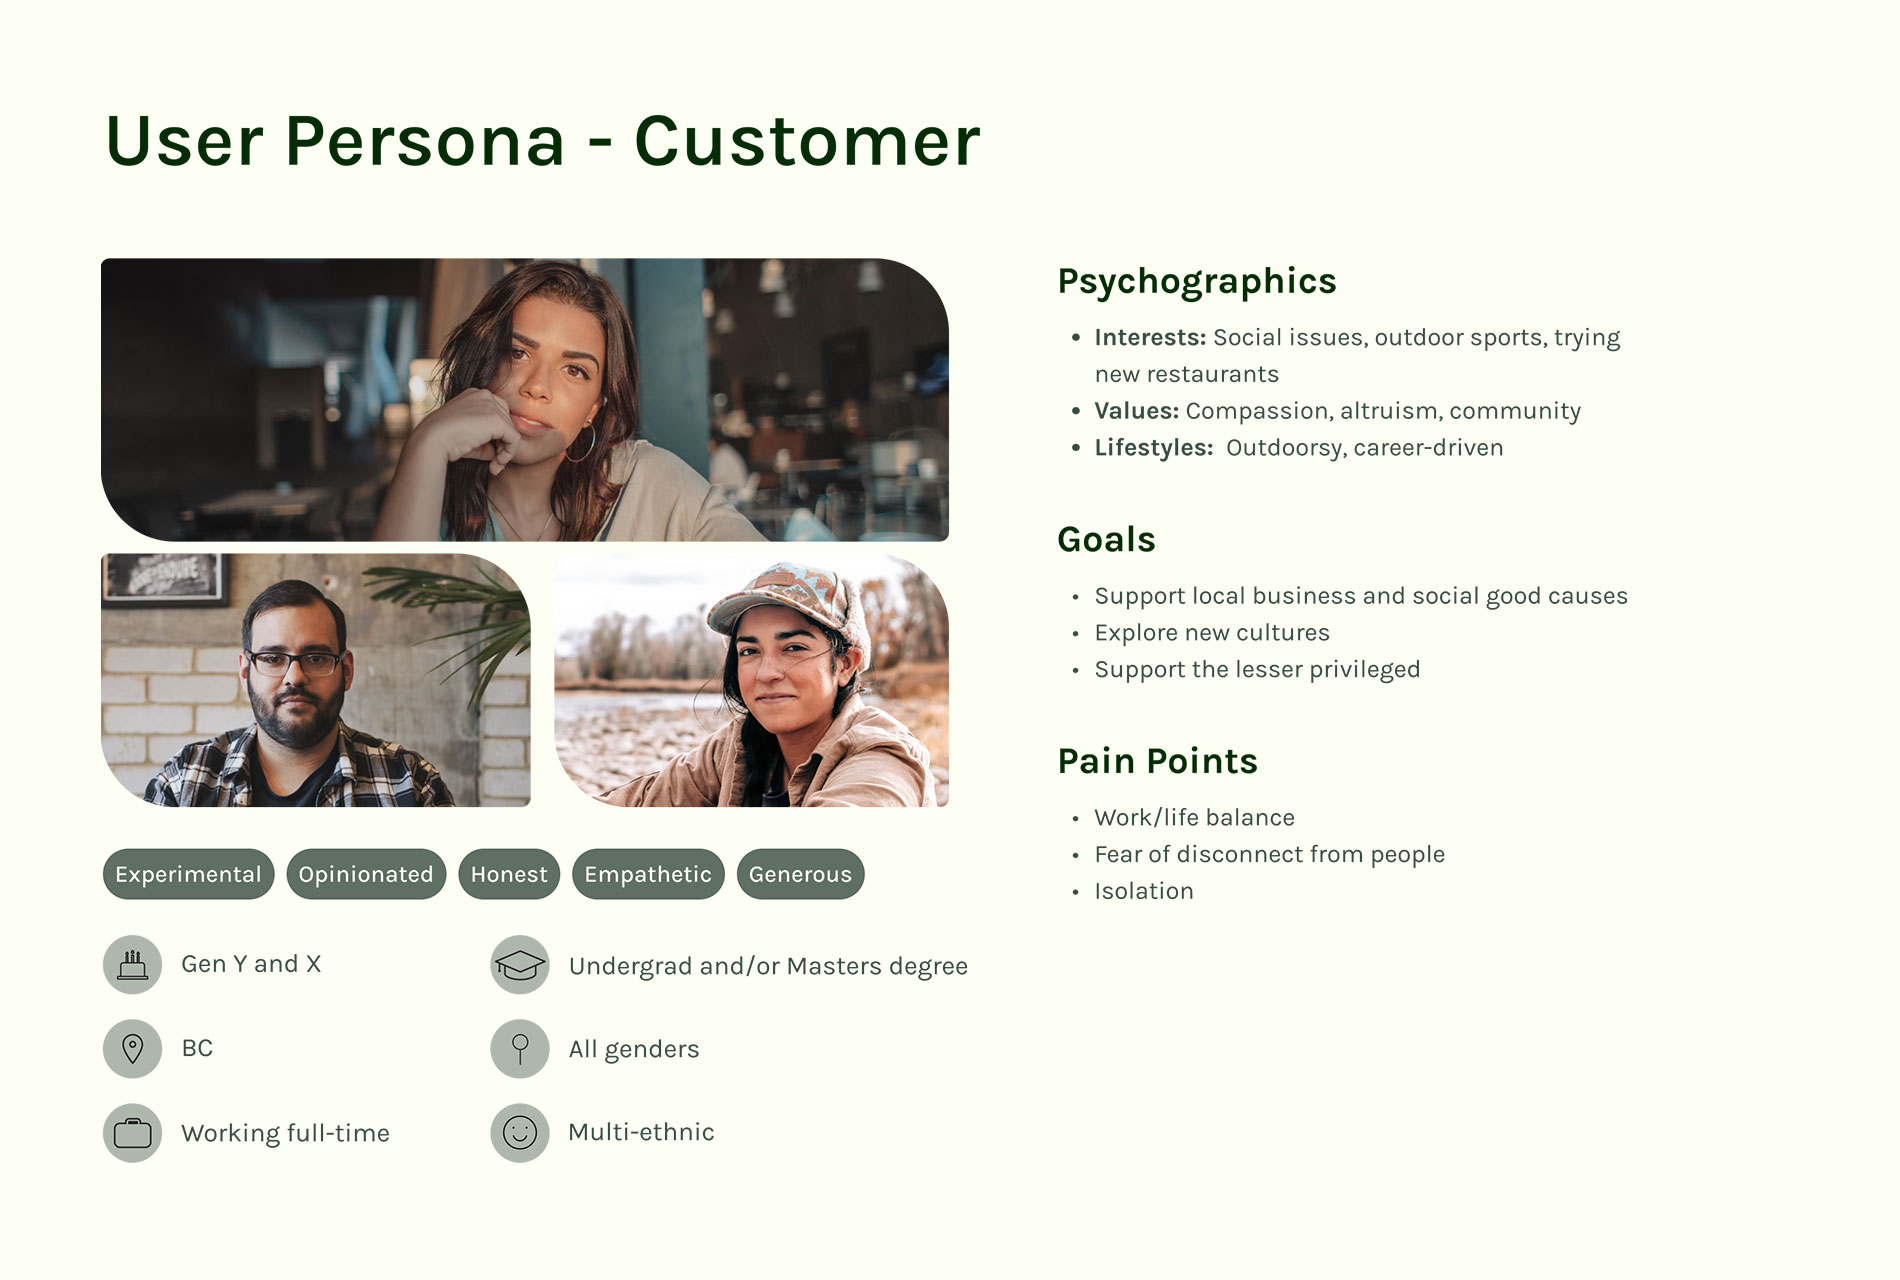 User Persona - Customer
Experimental
Opinionated
Honest
Empathetic
Generous
Gen Y and X
Undergrad and/or Masters degree
BC
All genders
Working full-time
Multi-ethnic
Psychographics
• Interests: Social issues, outdoor sports, trying
new restaurants
• Values: Compassion, altruism, community
• Lifestyles: Outdoorsy, career-driven
Goals
• Support local business and social good causes
• Explore new cultures
• Support the lesser privileged
Pain Points
• Work/life balance
• Fear of disconnect from people
• Isolation